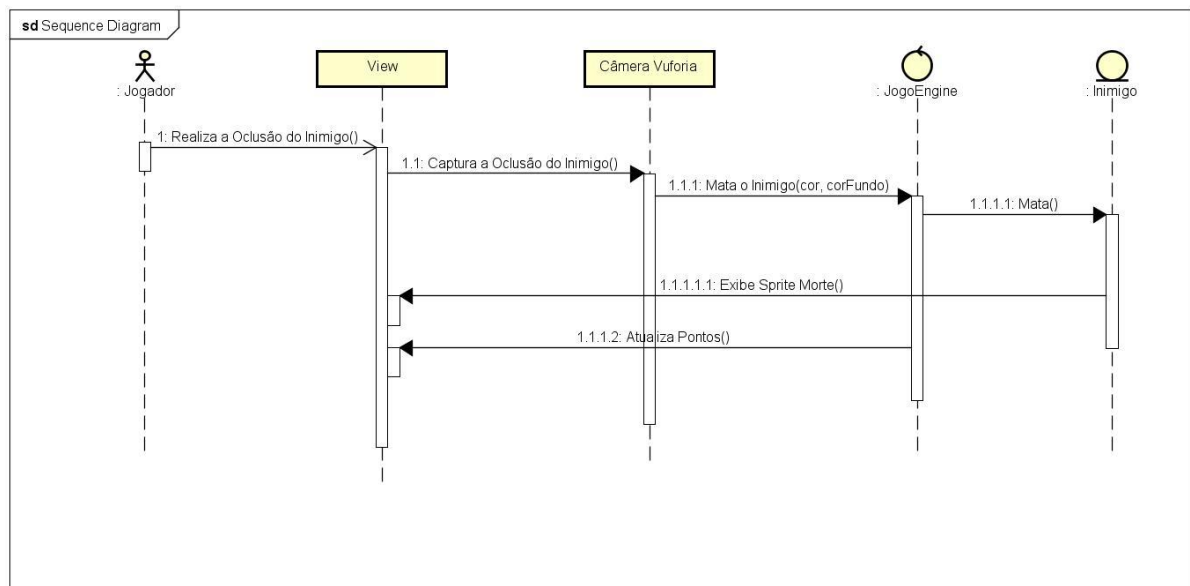 sd Sequence Diagram
View
Câmera Vuforia
: Jogador
: JogoEngine
: Inimigo
1: Realiza a Oclusão do Inimigo()
1.1: Captura a Oclusão do Inimigo()
1.1.1: Mata o Inimigo(cor, corFundo)
1.1.1.1: Mata()
1.1.1.1.1: Exibe Sprite Morte()
1.1.1.2: Atualiza Pontos()